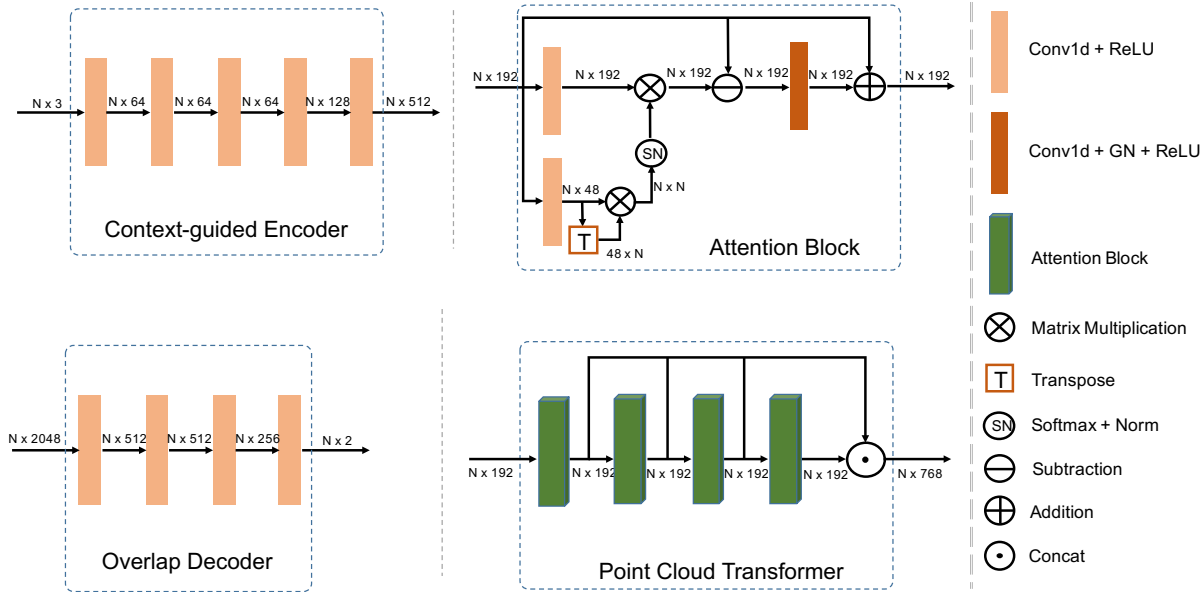 N x 3
N x 64
N x 64
N x 64
N x 128
N x 512
Context-guided Encoder
N x 192
N x 192
N x 192
N x 192
N x 192
N x 192
SN
N x 48
N x N
T
48 x N
Attention Block
N x 2048
N x 512
N x 512
N x 256
N x 2
Overlap Decoder
N x 192
N x 192
N x 192
N x 192
N x 192
N x 768
Point Cloud Transformer
Conv1d + ReLU
Conv1d + GN + ReLU
Attention Block
Matrix Multiplication
T Transpose
SN Softmax + Norm
Subtraction
Addition
Concat